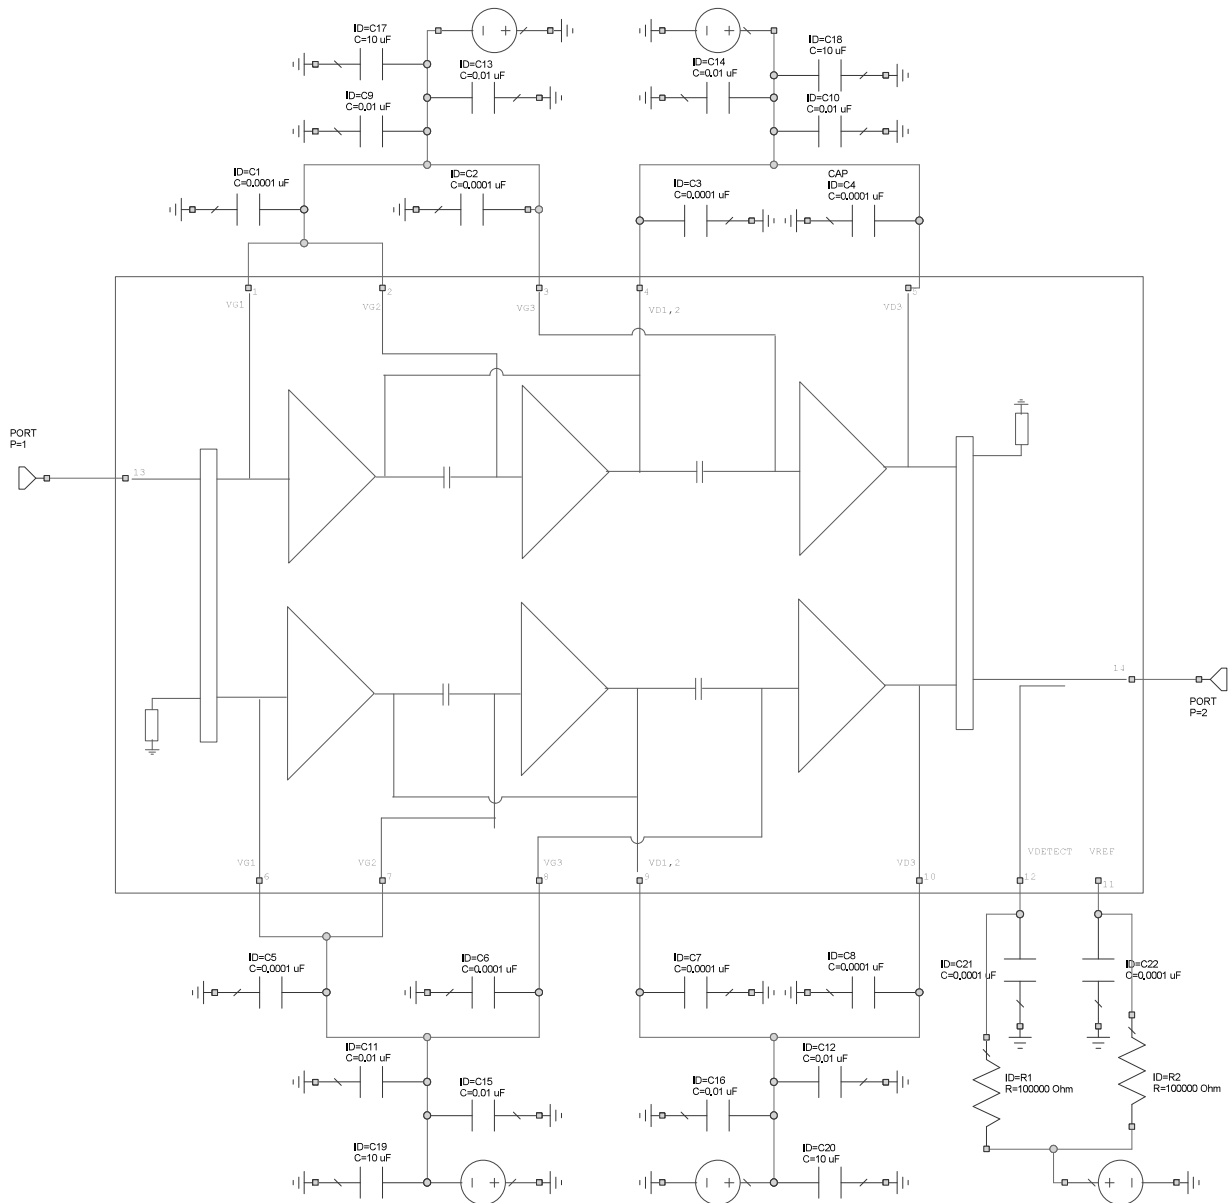 ID=C17
C=10 uF
ID=C13
C=0.01 uF
ID=C9
C=0.01 uF
ID=C14
C=0.01 uF
ID=C18
C=10 uF
ID=C10
C=0.01 uF
ID=C1
C=0.0001 uF
ID=C2
C=0.0001 uF
ID=C3
C=0.0001 uF
CAP
ID=C4
C=0.0001 uF
1
2
3
4
5
VG1
VG2
VG3
VD1,2
VD3
PORT
P=1
13
14
PORT
P=2
VG1
VG2
VG3
VD1,2
VD3
VDETECT
VREF
6
7
8
9
10
12
11
ID=C5
C=0.0001 uF
ID=C6
C=0.0001 uF
ID=C7
C=0.0001 uF
ID=C8
C=0.0001 uF
ID=C21
C=0.0001 uF
ID=C22
C=0.0001 uF
ID=C11
C=0.01 uF
ID=C15
C=0.01 uF
ID=C16
C=0.01 uF
ID=C12
C=0.01 uF
ID=R1
R=100000 Ohm
ID=R2
R=100000 Ohm
ID=C19
C=10 uF
ID=C20
C=10 uF